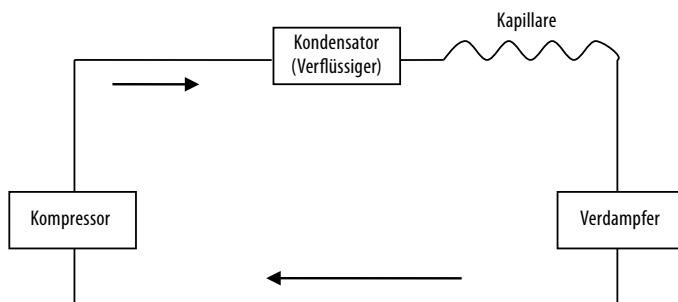 Kapillare
Kondensator
(Verflüssiger)
Kompressor
Verdampfer